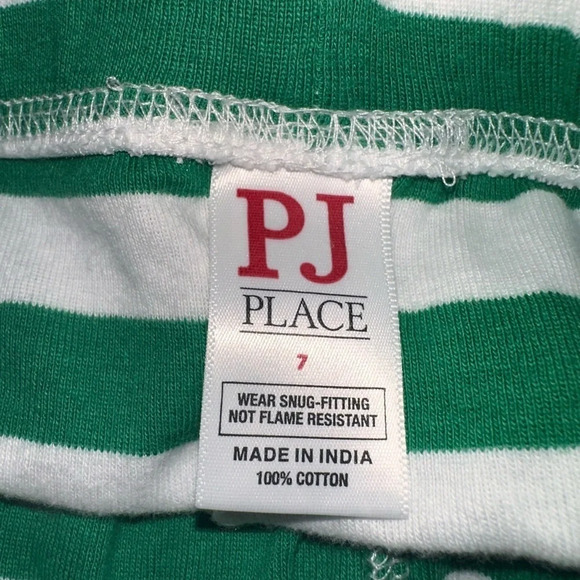 PJ
PLACE
7
WEAR SNUG-FITTING
NOT FLAME RESISTANT
MADE IN INDIA
100% COTTON